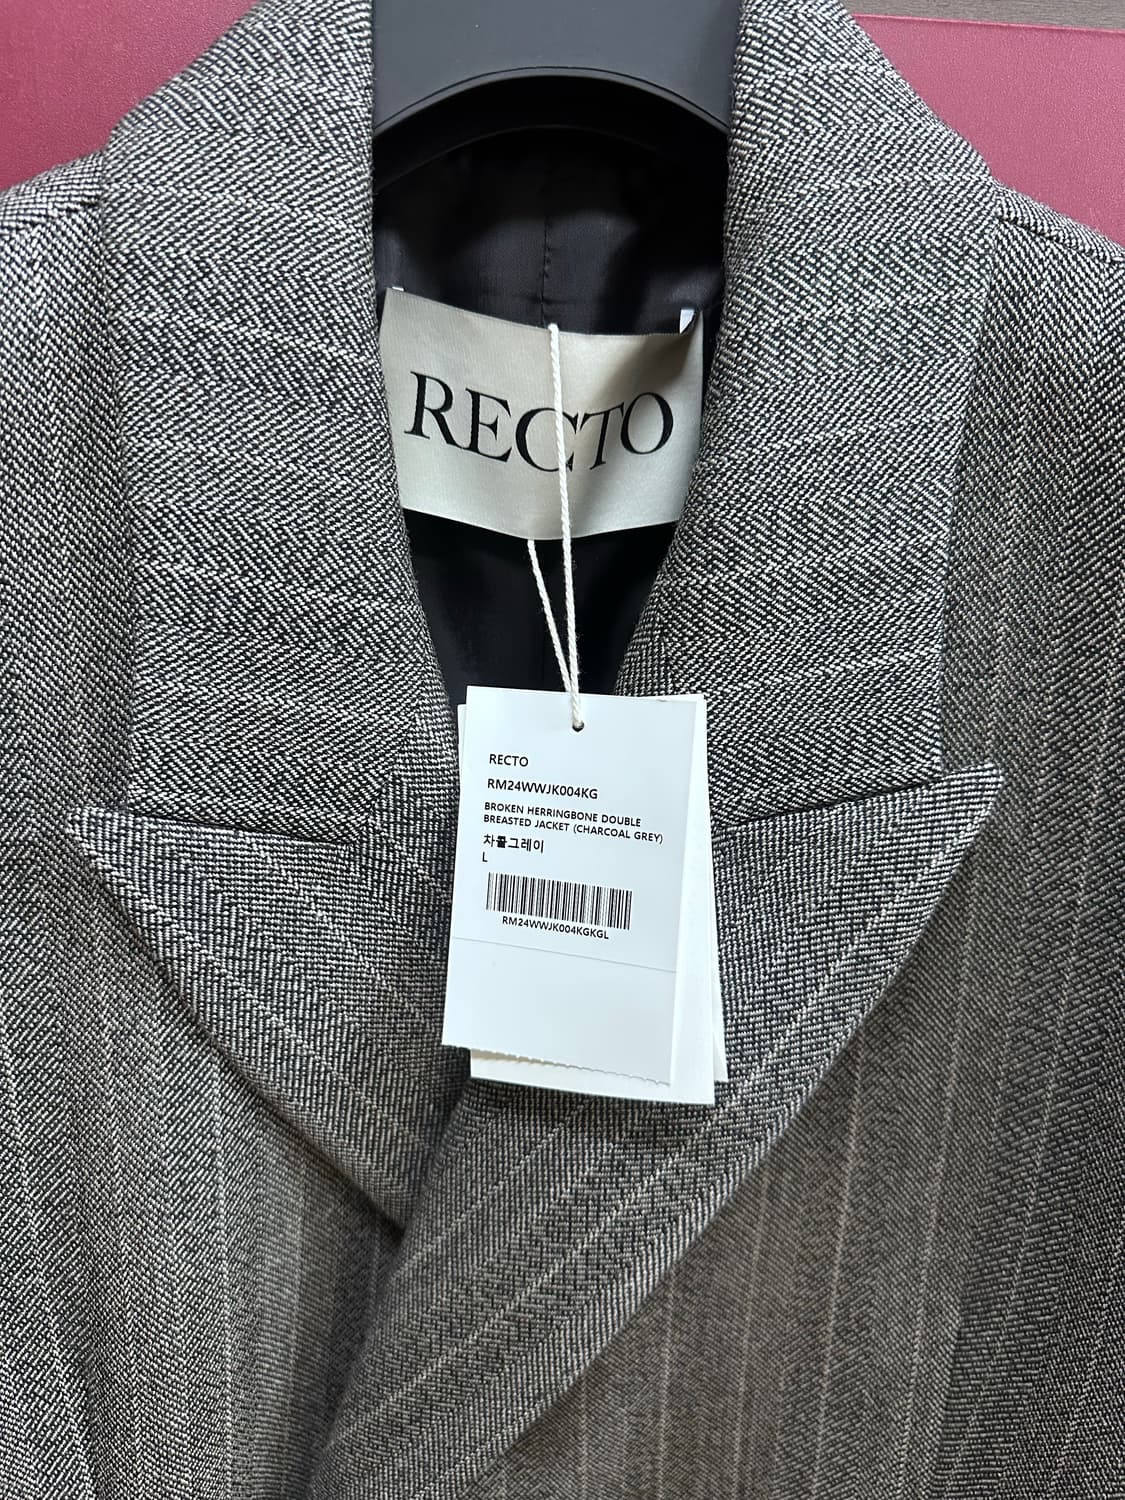 RECTO
RECTO
RM24WWJK004KG
BROKEN HERRINGBONE DOUBLE
BREASTED JACKET (CHARCOAL GREY)
차콜그레이
L
RM24WWJK004KGKGL